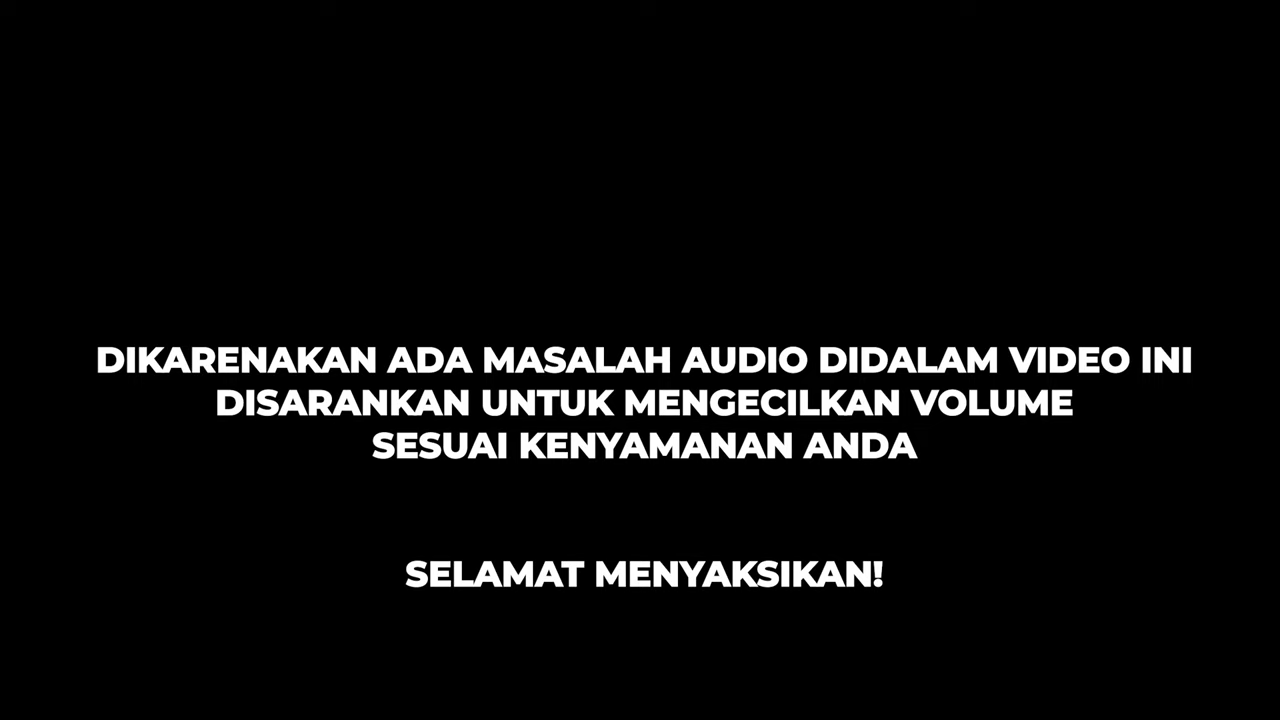 DIKARENAKAN ADA MASALAH AUDIO DIDALAM VIDEO INI
DISARANKAN UNTUK MENGECILKAN VOLUME
SESUAI KENYAMANAN ANDA
SELAMAT MENYAKSIKAN!